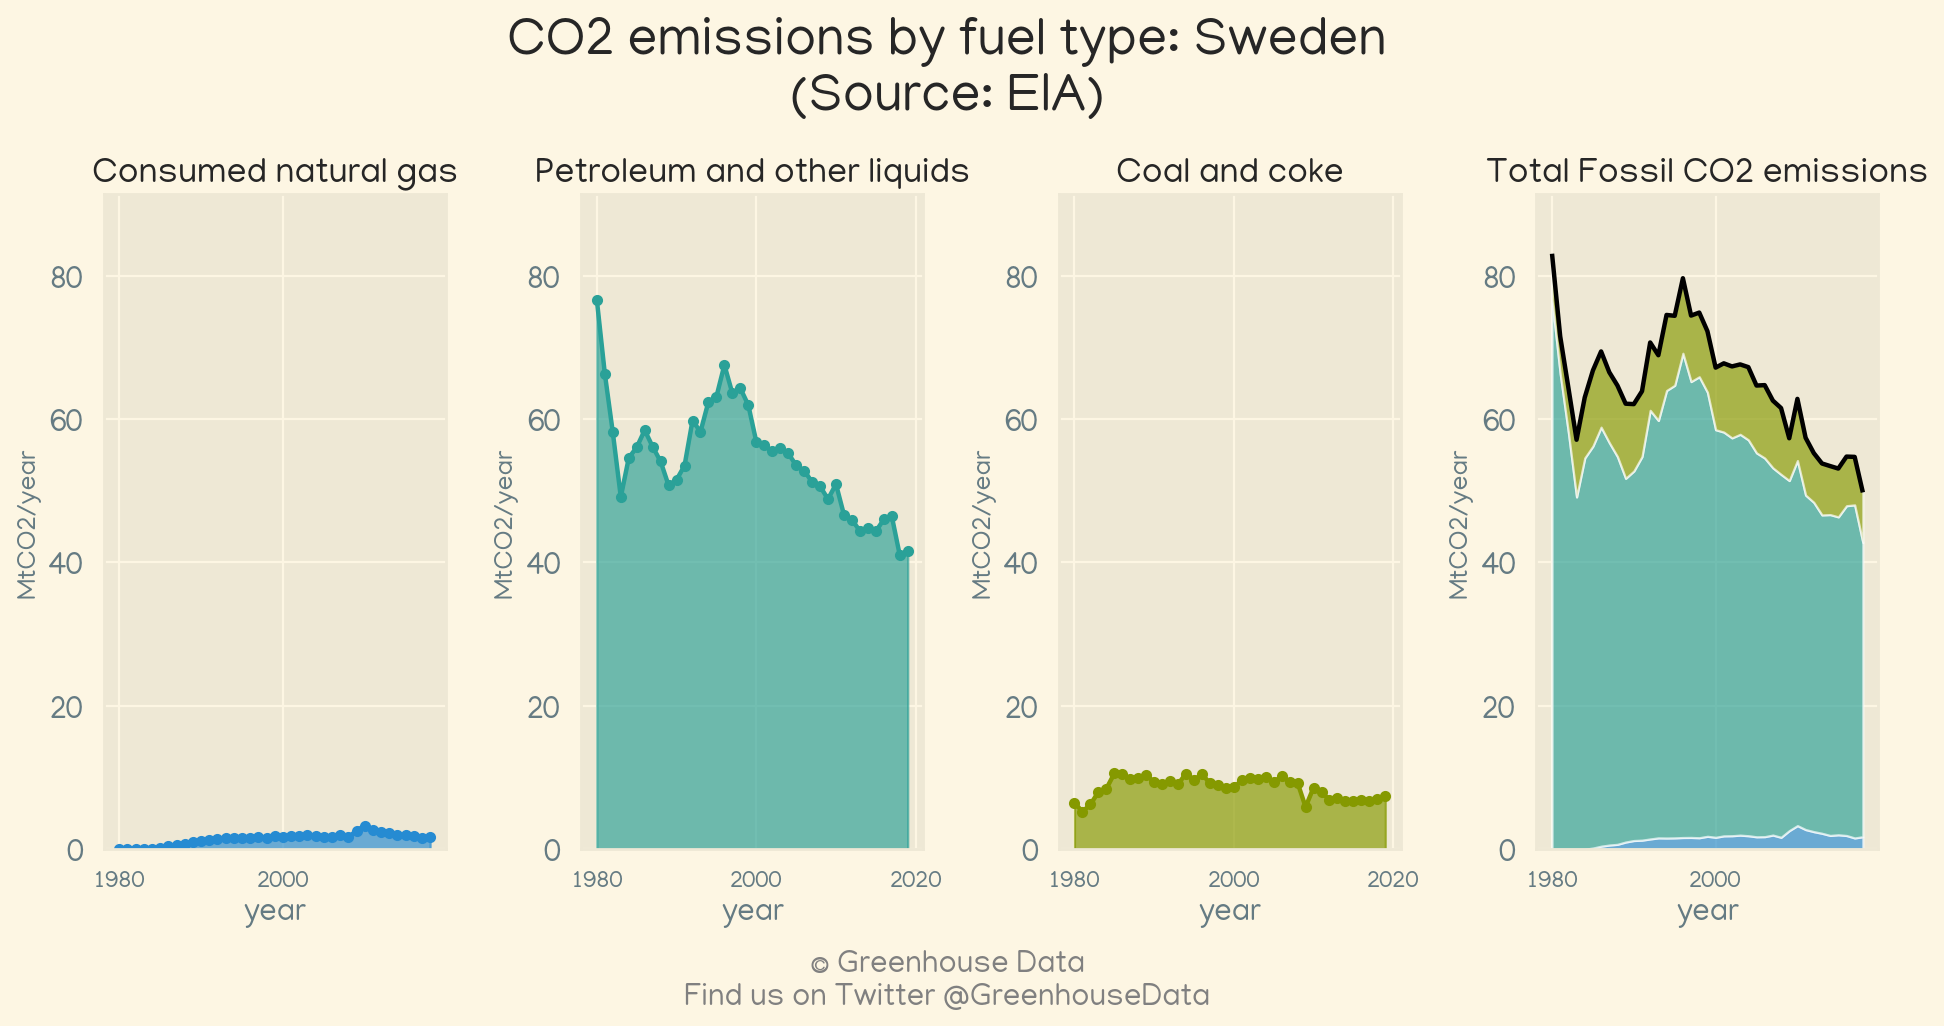 CO2 emissions by fuel type: Sweden
(Source: EIA)
Consumed natural gas
MtCO2/year
80
60
40
20
0
1980 2000
year
Petroleum and other liquids
MtCO2/year
80
60
40
20
0
1980 2000 2020
year
Coal and coke
MtCO2/year
80
60
40
20
0
1980 2000 2020
year
Total Fossil CO2 emissions
MtCO2/year
80
60
40
20
0
1980 2000
year
© Greenhouse Data
Find us on Twitter @GreenhouseData